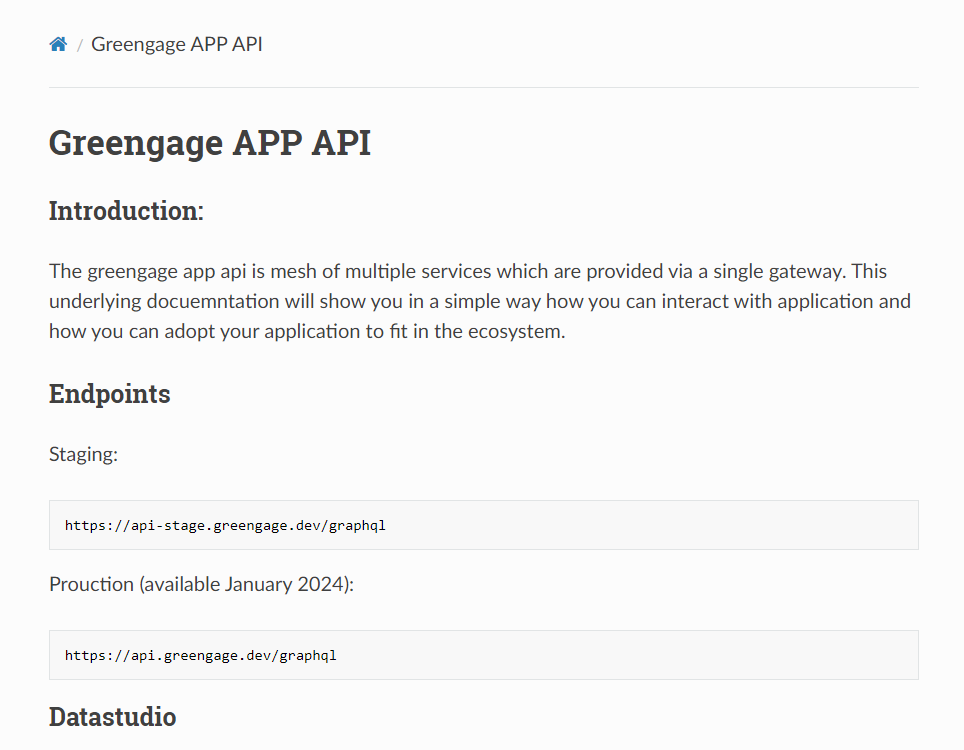 / Greengage APP API
Greengage APP API
Introduction:
The greengage app api is mesh of multiple services which are provided via a single gateway. This
underlying docuemntation will show you in a simple way how you can interact with application and
how you can adopt your application to fit in the ecosystem.
Endpoints
Staging:
https://api-stage.greengage.dev/graphql
Prouction (available January 2024):
https://api.greengage.dev/graphql
Datastudio